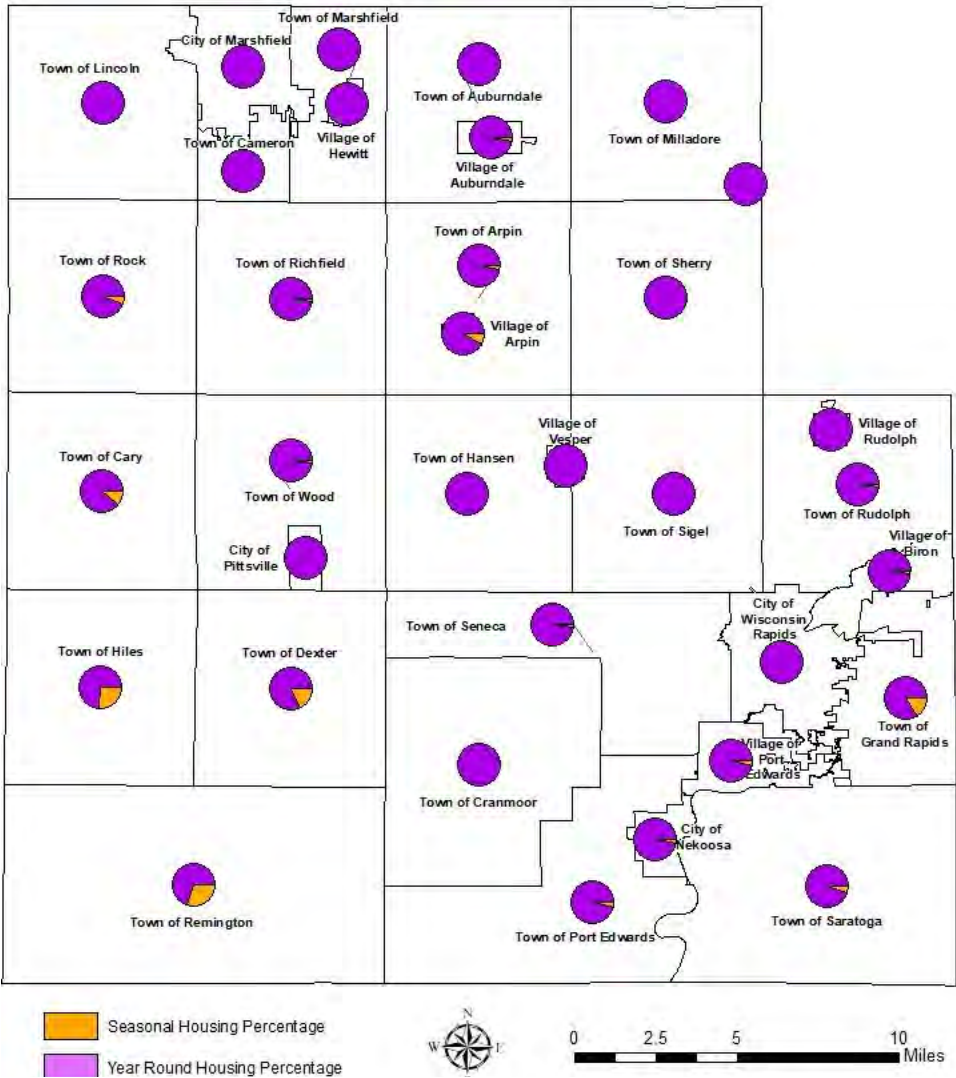 Town of Marshfield
City of Marshfield
Town of Lincoln
Town of Auburndale
Town of Milladore
Village of
Hewitt
Town of Cameron
Village of
Auburndale
Town of Rock
Town of Richfield
Town of Arpin
Town of Sherry
Village of
Arpin
Town of Cary
Town of Wood
Town of Hansen
Village of
Vesper
Town of Sigel
Village of
Rudolph
Town of Rudolph
City of
Pittsville
Village of
Biron
Town of Hiles
Town of Dexter
Town of Seneca
City of
Wisconsin
Rapids
Town of
Grand Rapids
Town of Cranmoor
Village of
Port
Edwards
City of
Nekoosa
Town of Remington
Town of Port Edwards
Town of Saratoga
Seasonal Housing Percentage
Year Round Housing Percentage
N
W
E
0 2.5 5 10
Miles